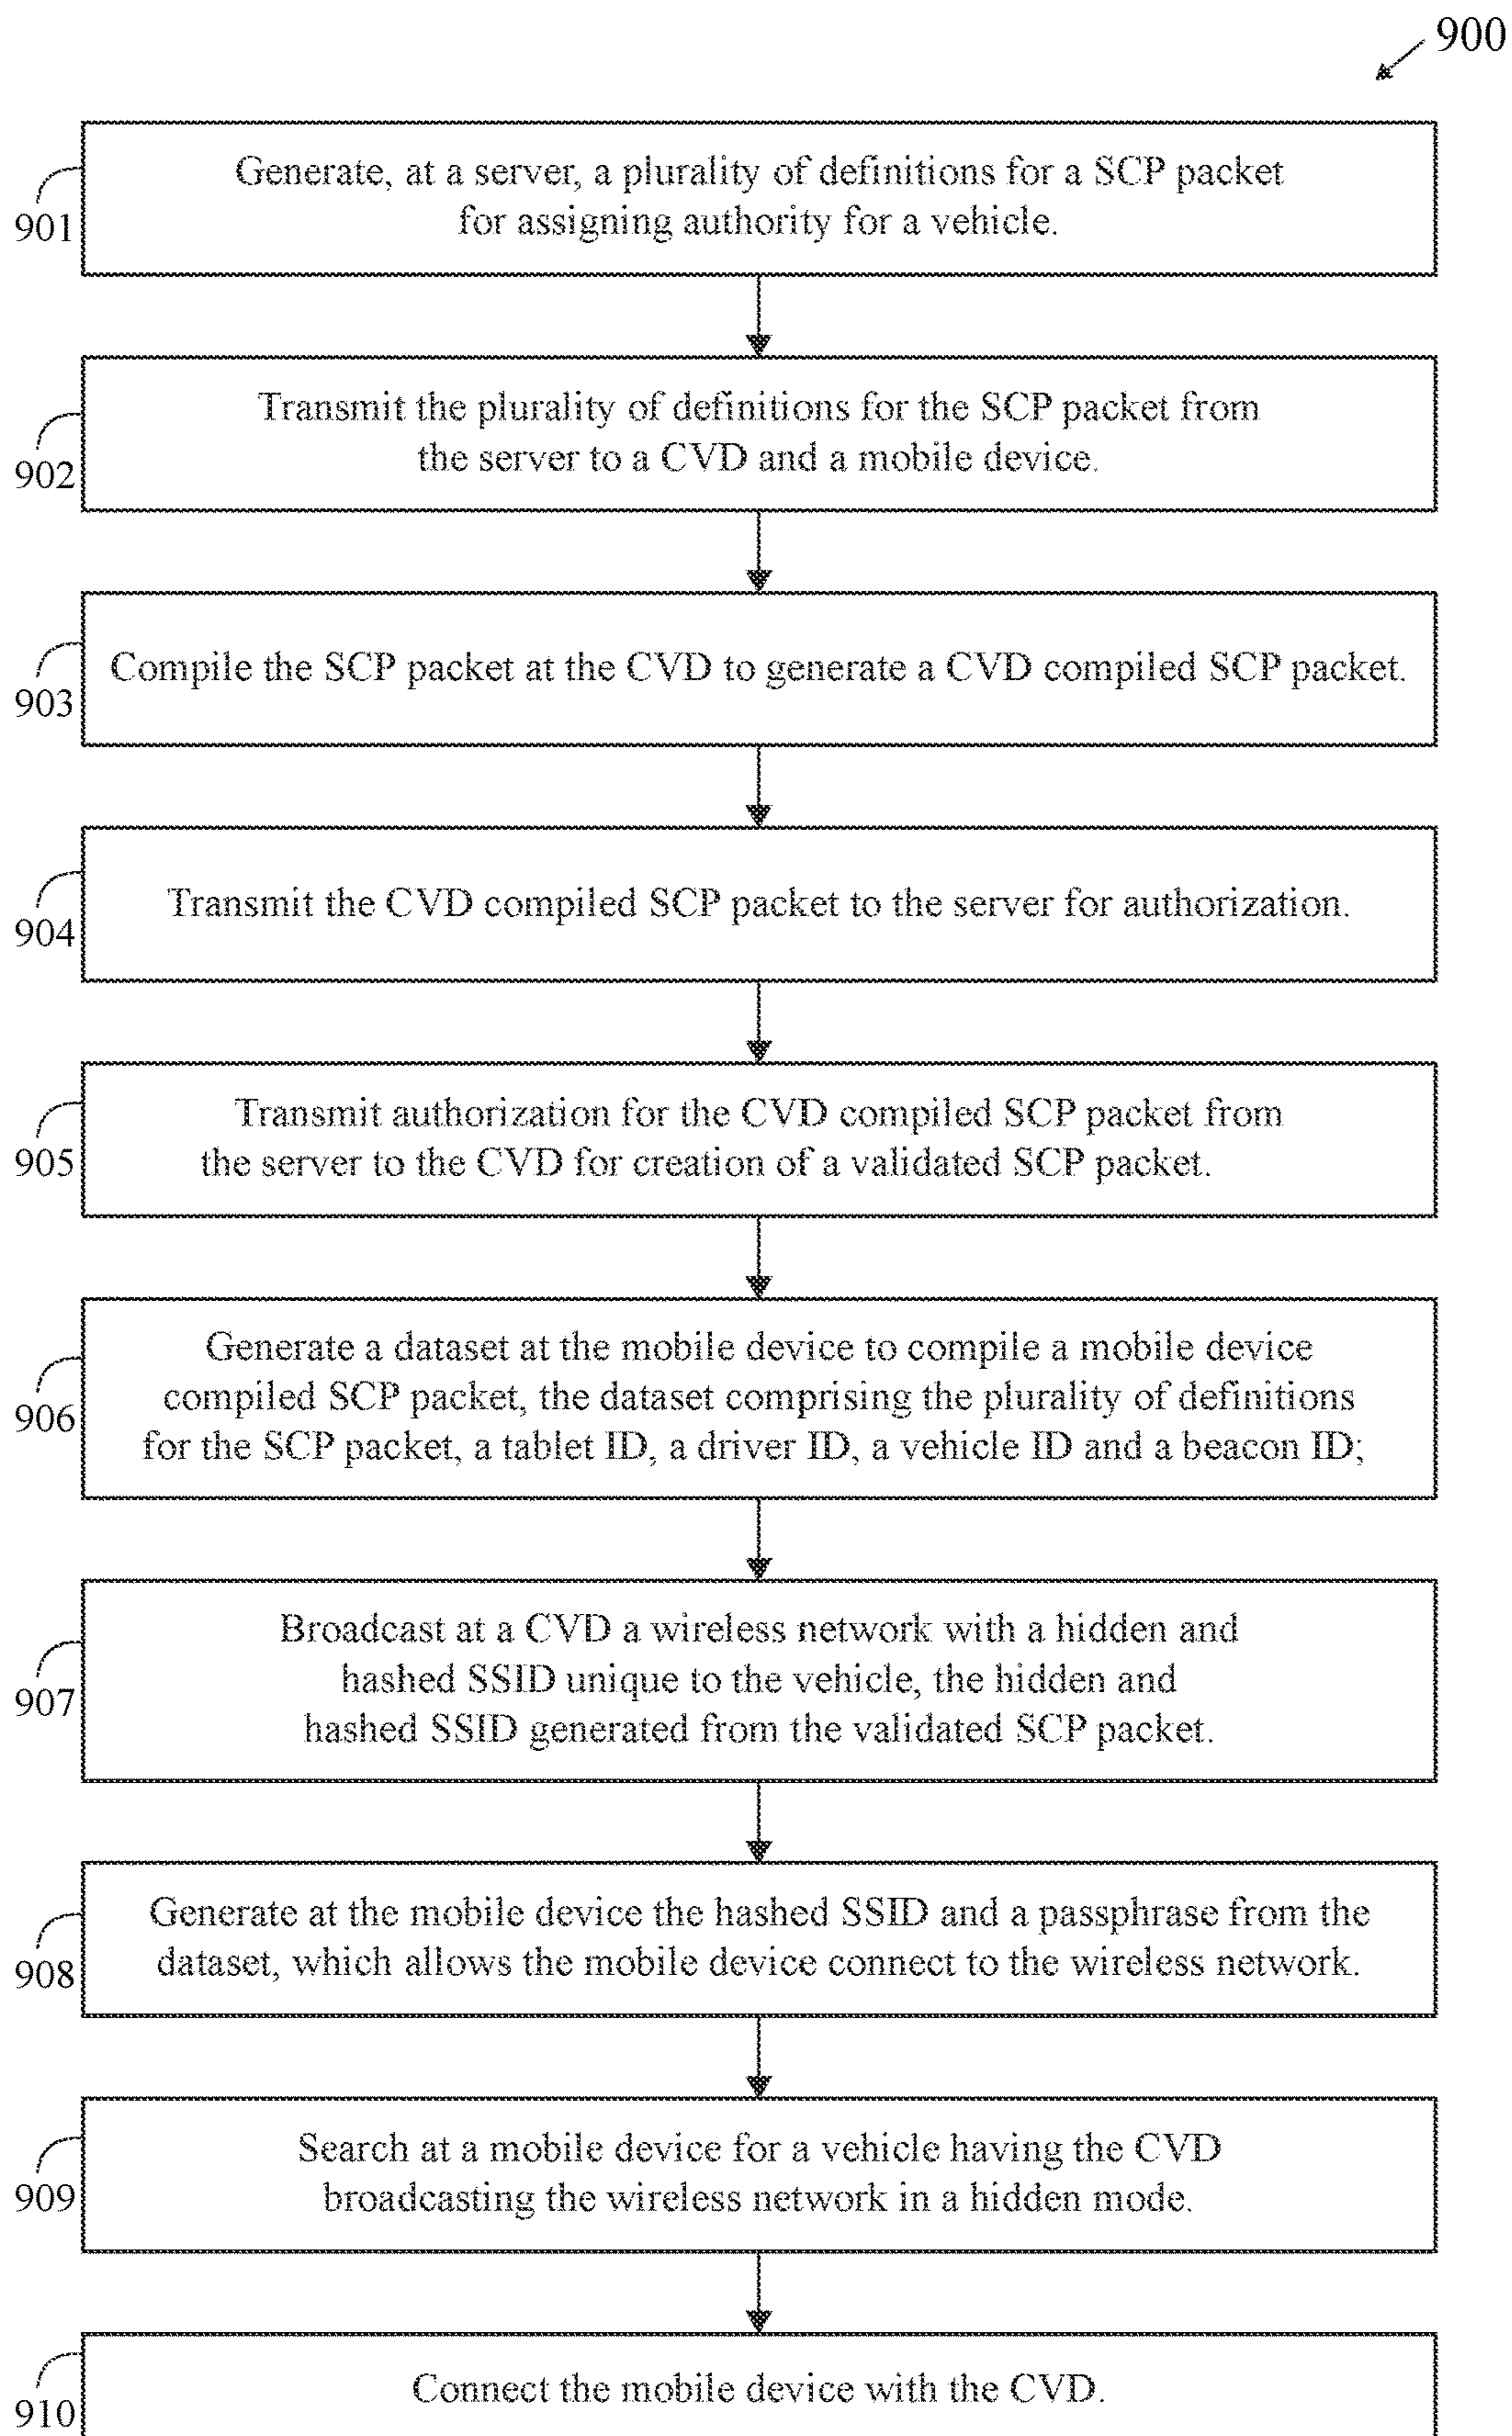 900
901
Generate, at a server, a plurality of definitions for a SCP packet
for assigning authority for a vehicle.
902
Transmit the plurality of definitions for the SCP packet from
the server to a CVD and a mobile device.
903
Compile the SCP packet at the CVD to generate a CVD compiled SCP packet.
904
Transmit the CVD compiled SCP packet to the server for authorization.
905
Transmit authorization for the CVD compiled SCP packet from
the server to the CVD for creation of a validated SCP packet.
906
Generate a dataset at the mobile device to compile a mobile device
compiled SCP packet, the dataset comprising the plurality of definitions
for the SCP packet, a tablet ID, a driver ID, a vehicle ID and a beacon ID;
907
Broadcast at a CVD a wireless network with a hidden and
hashed SSID unique to the vehicle, the hidden and
hashed SSID generated from the validated SCP packet.
908
Generate at the mobile device the hashed SSID and a passphrase from the
dataset, which allows the mobile device connect to the wireless network.
909
Search at a mobile device for a vehicle having the CVD
broadcasting the wireless network in a hidden mode.
910
Connect the mobile device with the CVD.